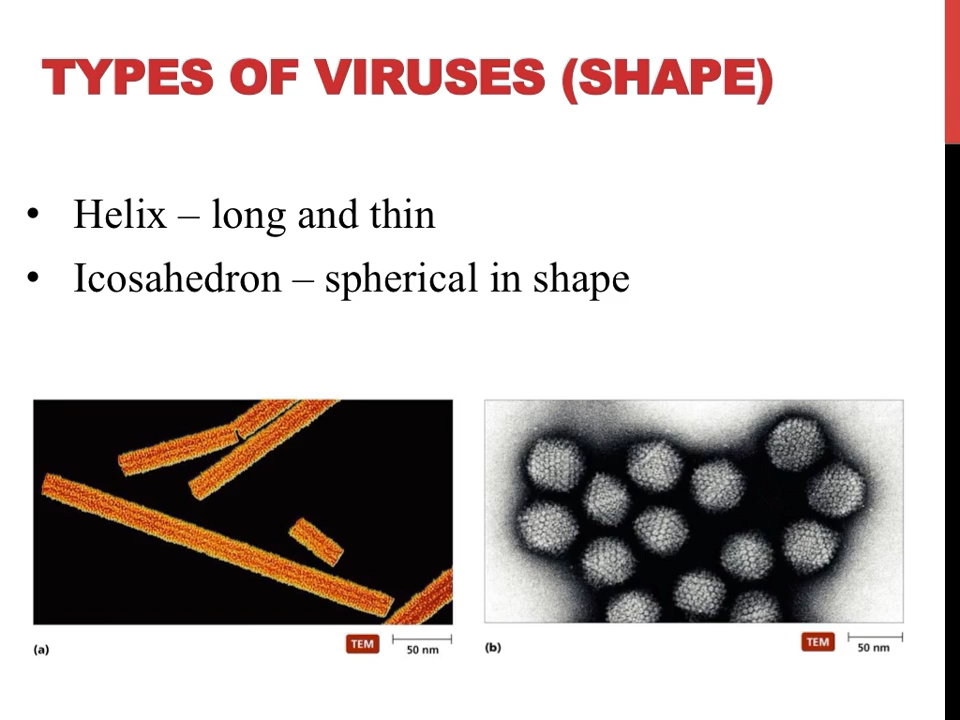 TYPES OF VIRUSES (SHAPE)
• Helix – long and thin
• Icosahedron – spherical in shape
(a) TEM 50 nm
(b) TEM 50 nm